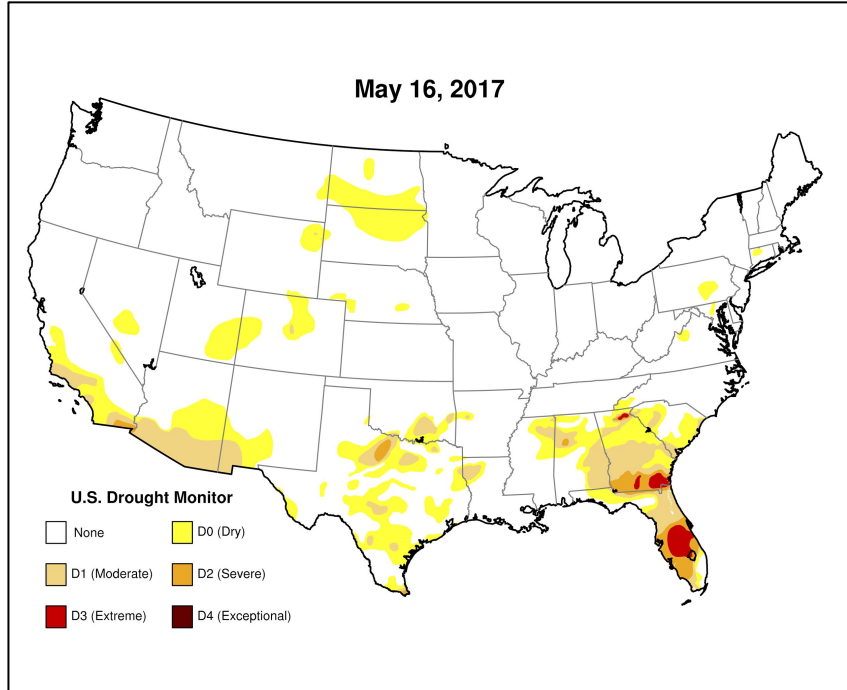 May 16, 2017
U.S. Drought Monitor
None
D0 (Dry)
D1 (Moderate)
D2 (Severe)
D3 (Extreme)
D4 (Exceptional)